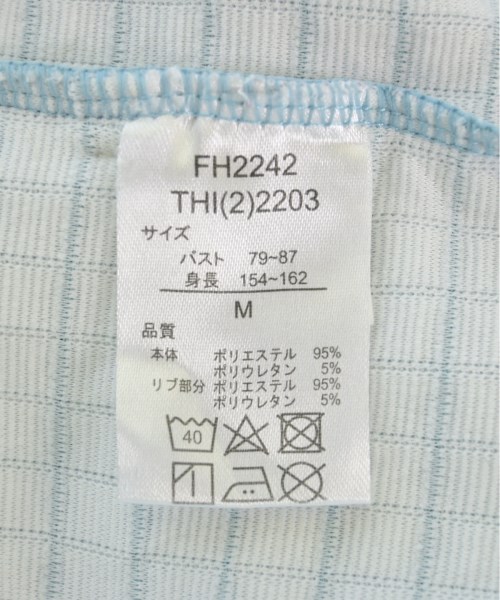 FH2242
THI(2)2203
サイズ
バスト 79~87
身長 154~162
M
品質
本体 ポリエステル 95%
ポリウレタン 5%
リブ部分 ポリエステル 95%
ポリウレタン 5%
40